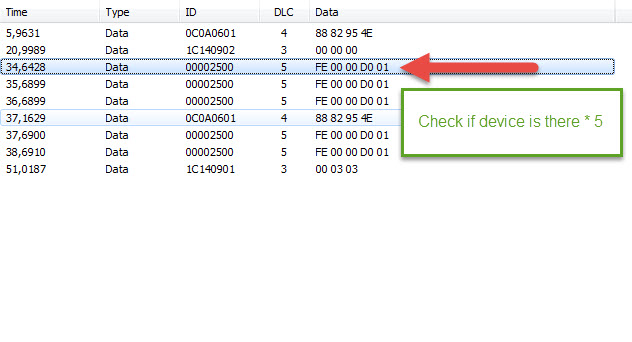 Time Type ID DLC Data
5,9631 Data 0C0A0601 4 88 82 95 4E
20,9989 Data 1C140902 3 00 00 00
34,6428 Data 00002500 5 FE 00 00 D0 01
35,6899 Data 00002500 5 FE 00 00 D0 01
36,6899 Data 00002500 5 FE 00 00 D0 01
37,1629 Data 0C0A0601 4 88 82 95 4E
37,6900 Data 00002500 5 FE 00 00 D0 01
38,6910 Data 00002500 5 FE 00 00 D0 01
51,0187 Data 1C140901 3 00 03 03
Check if device is there * 5